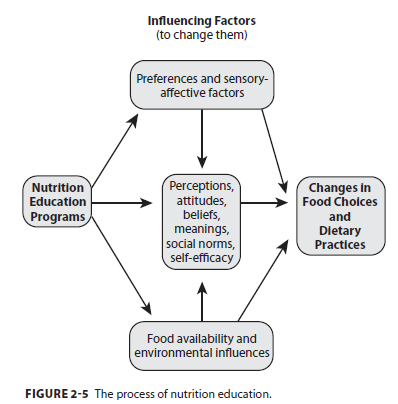 Influencing Factors
(to change them)
Preferences and sensory-
affective factors
Nutrition
Education
Programs
Perceptions,
attitudes,
beliefs,
meanings,
social norms,
self-efficacy
Changes in
Food Choices
and
Dietary
Practices
Food availability and
environmental influences
FIGURE 2-5 The process of nutrition education.